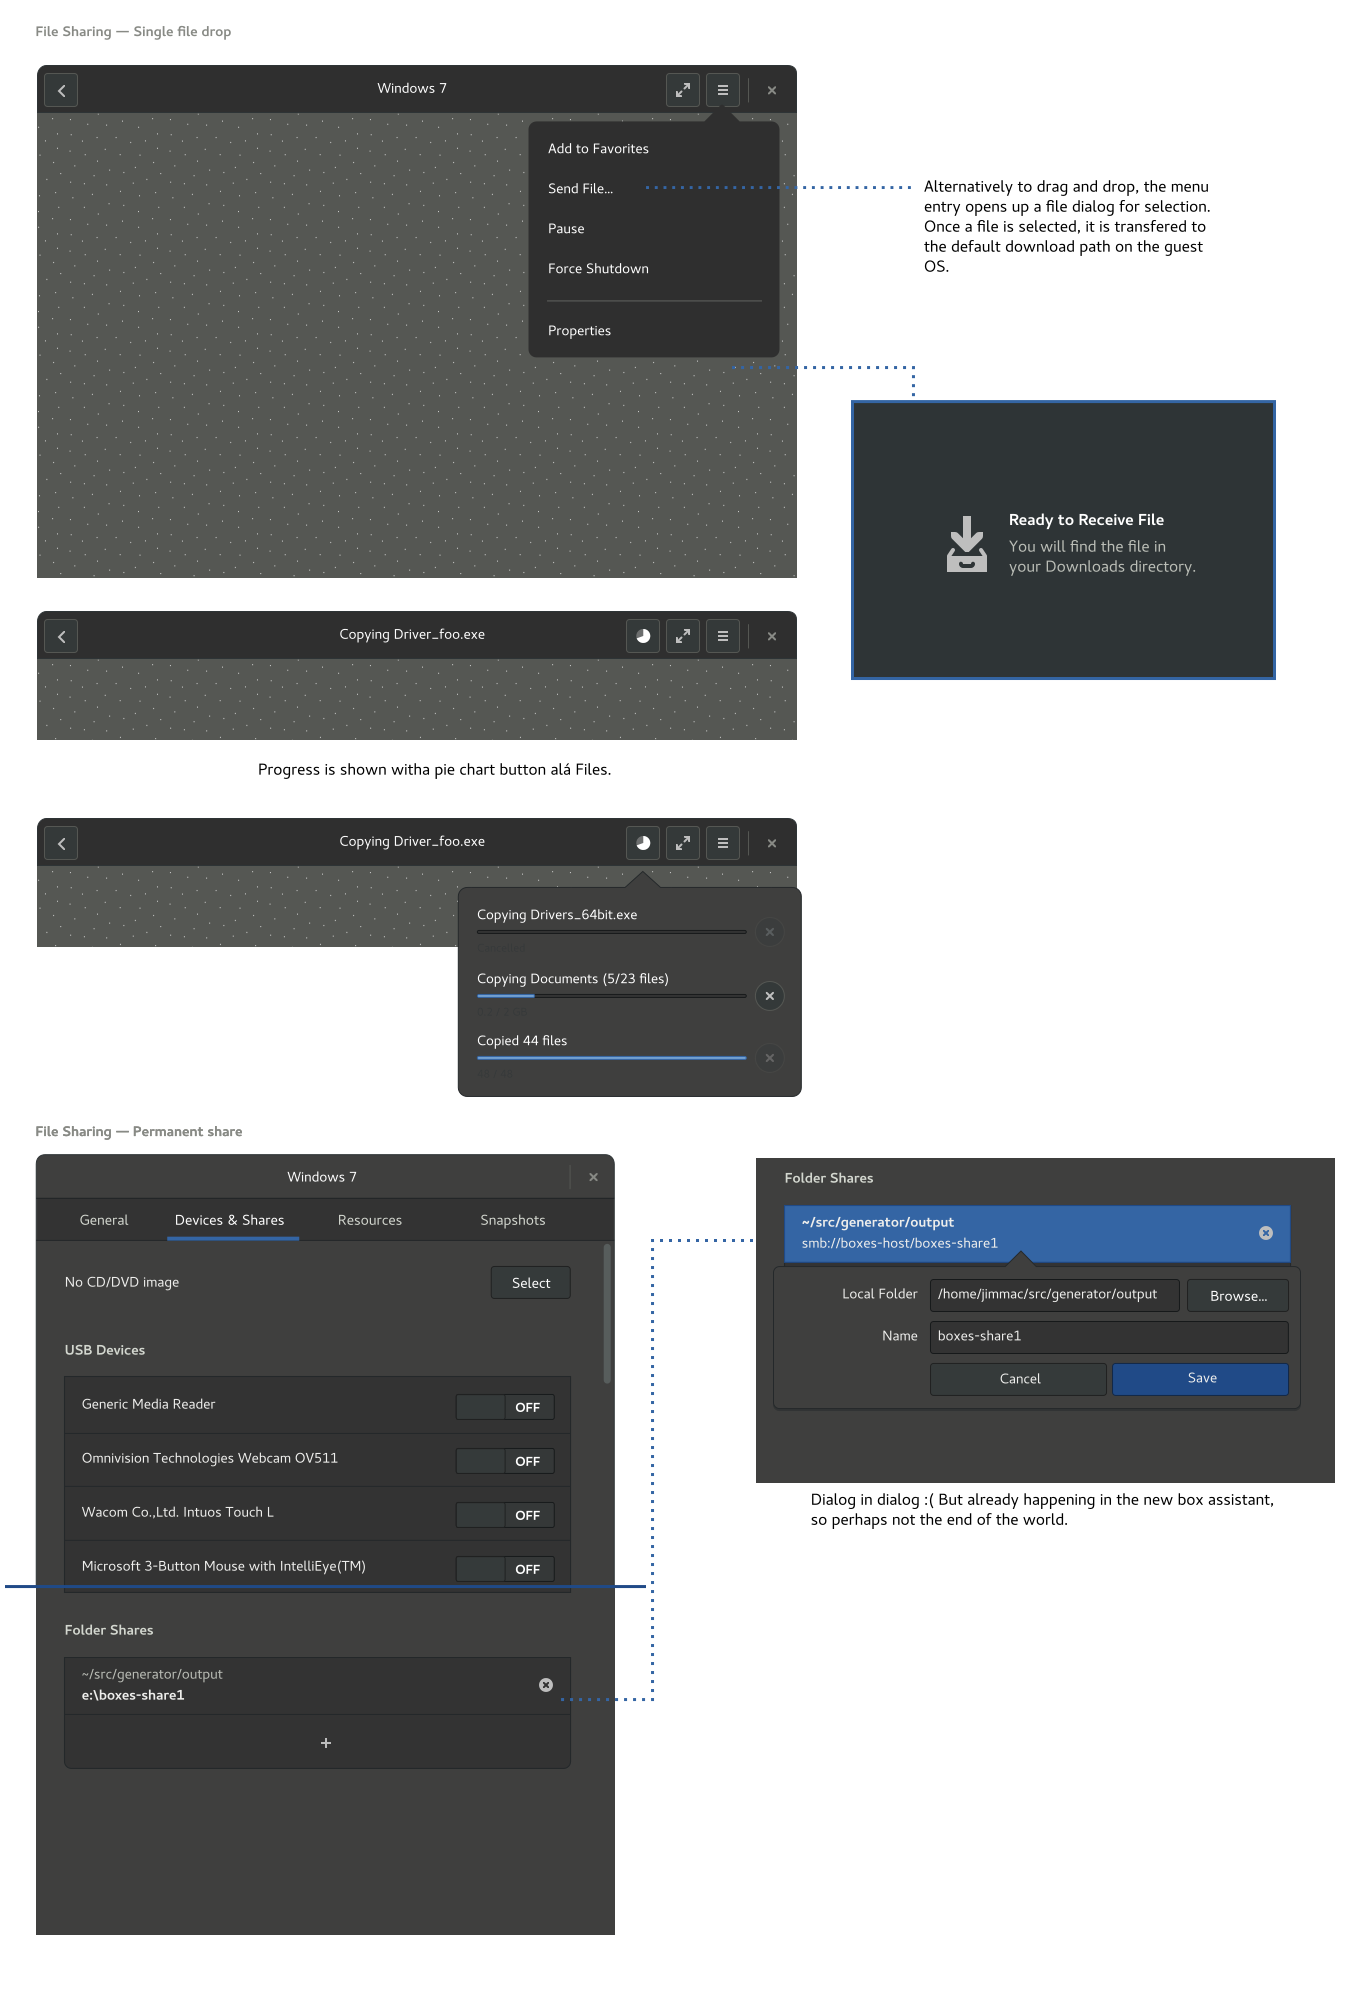 File Sharing — Single file drop
Windows 7
Add to Favorites
Send File...
Pause
Force Shutdown
Properties
Alternatively to drag and drop, the menu
entry opens up a file dialog for selection.
Once a file is selected, it is transfered to
the default download path on the guest
OS.
Ready to Receive File
You will find the file in
your Downloads directory.
Copying Driver_foo.exe
Progress is shown witha pie chart button alá Files.
Copying Driver_foo.exe
Copying Drivers_64bit.exe
Cancelled
Copying Documents (5/23 files)
Copied 44 files
File Sharing — Permanent share
Windows 7
General
Devices & Shares
Resources
Snapshots
No CD/DVD image
Select
USB Devices
Generic Media Reader
OFF
Omnivision Technologies Webcam OV511
OFF
Wacom Co.,Ltd. Intuos Touch L
OFF
Microsoft 3-Button Mouse with IntelliEye(TM)
OFF
Folder Shares
~/src/generator/output
e:\boxes-share1
Folder Shares
~/src/generator/output
smb://boxes-host/boxes-share1
Local Folder
/home/jimmac/src/generator/output
Browse...
Name
boxes-share1
Cancel
Save
Dialog in dialog :( But already happening in the new box assistant,
so perhaps not the end of the world.